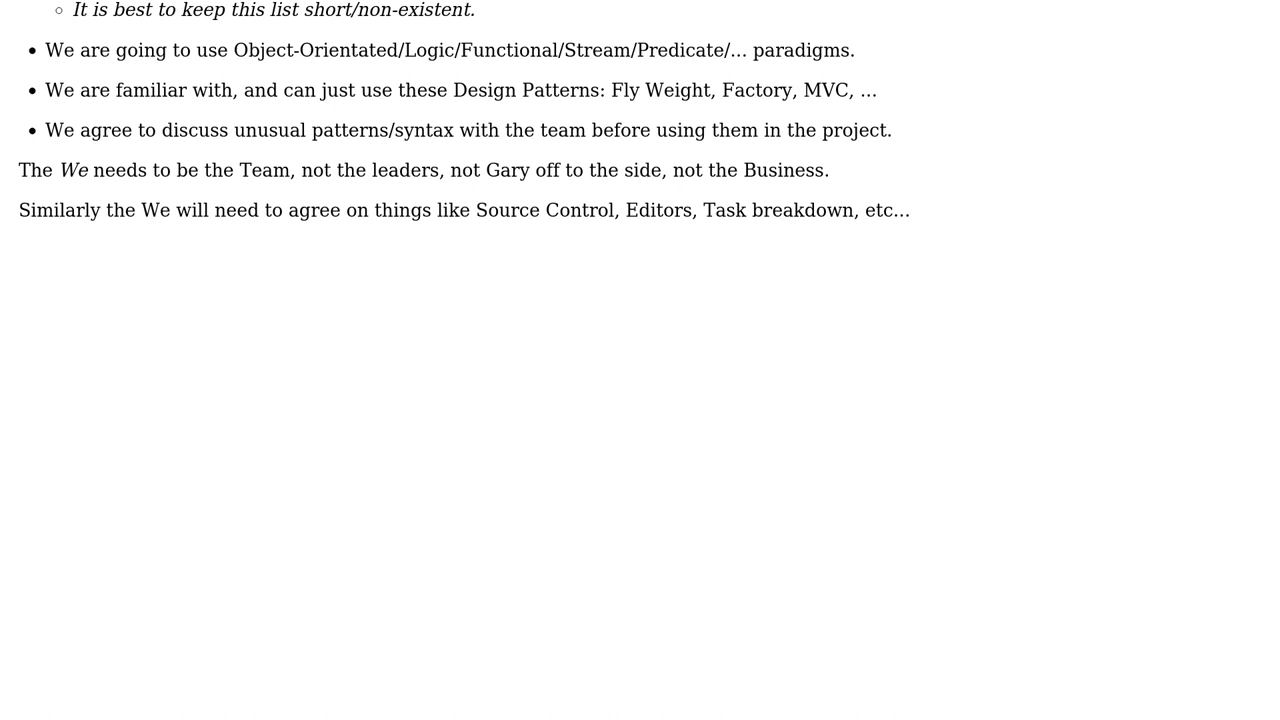 It is best to keep this list short/non-existent.
We are going to use Object-Orientated/Logic/Functional/Stream/Predicate/... paradigms.
We are familiar with, and can just use these Design Patterns: Fly Weight, Factory, MVC, ...
We agree to discuss unusual patterns/syntax with the team before using them in the project.
The We needs to be the Team, not the leaders, not Gary off to the side, not the Business.
Similarly the We will need to agree on things like Source Control, Editors, Task breakdown, etc...